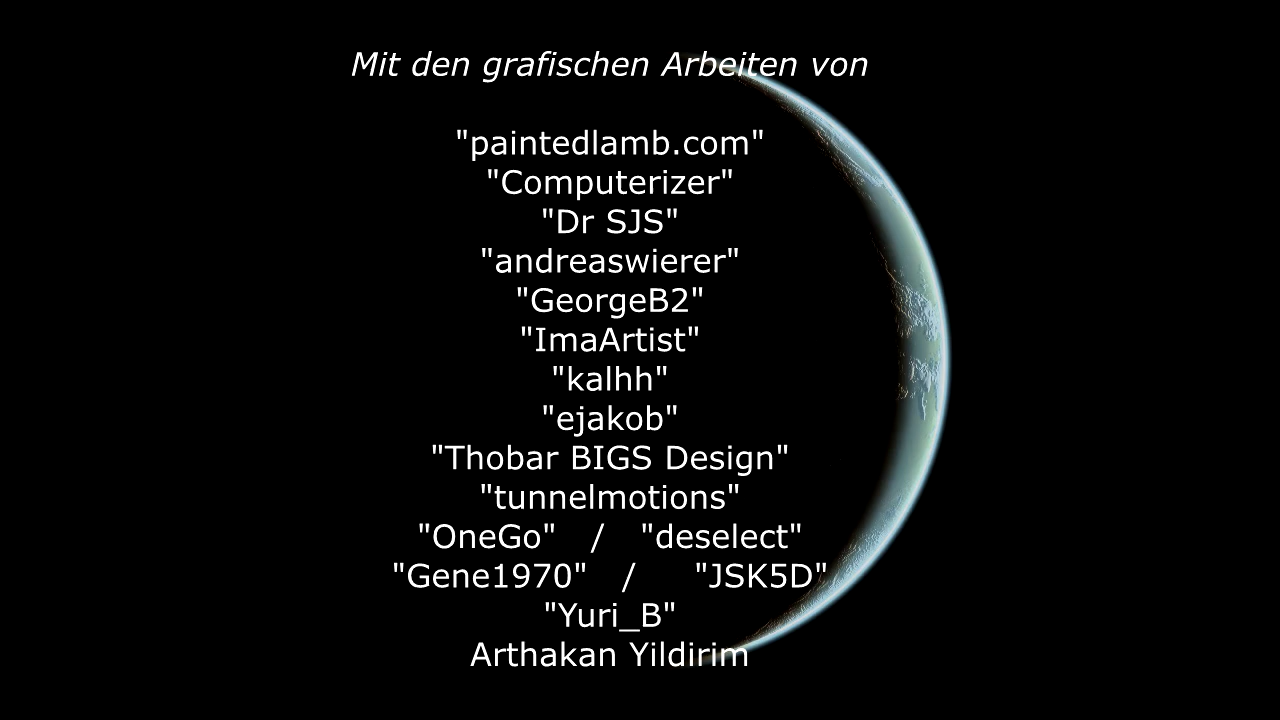 Mit den grafischen Arbeiten von
"paintedlamb.com"
"Computerizer"
"Dr SJS"
"andreaswierer"
"GeorgeB2"
"ImaArtist"
"kalhh"
"ejakob"
"Thobar BIGS Design"
"tunnelmotions"
"OneGo" / "deselect"
"Gene1970" / "JSK5D"
"Yuri_B"
Arthakan Yildirim